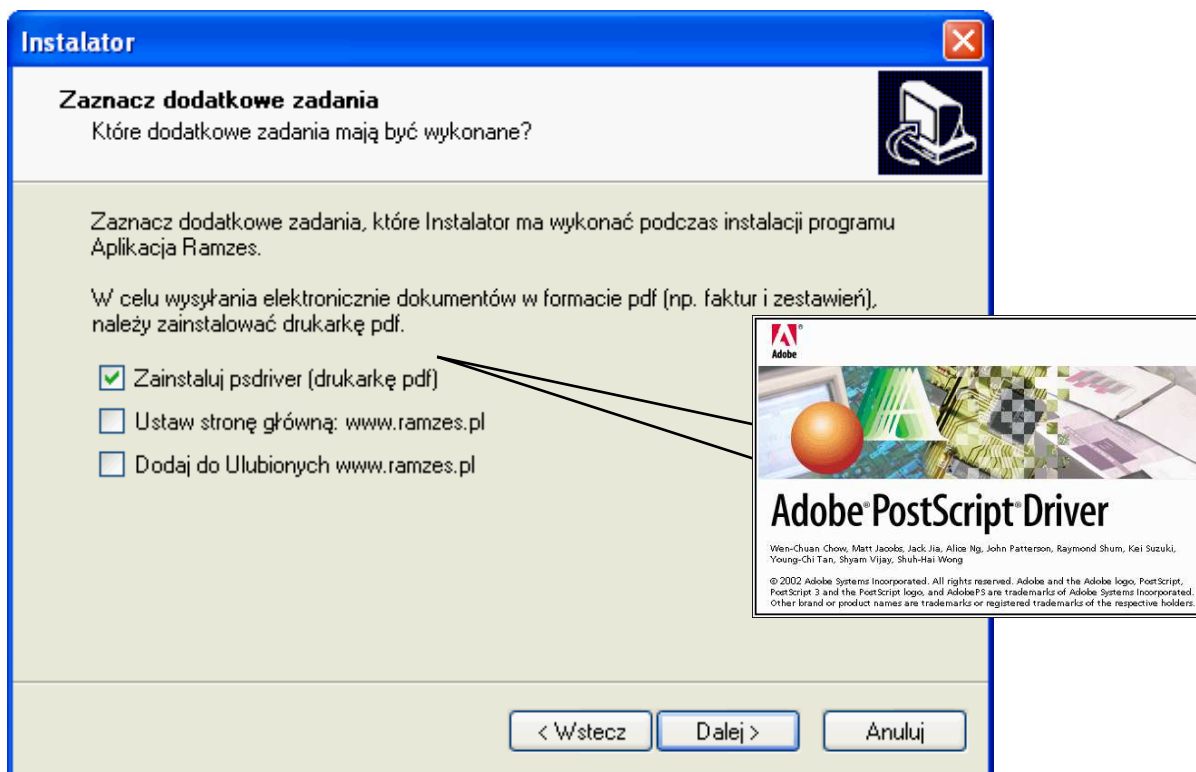 Instalator
Zaznacz dodatkowe zadania
Które dodatkowe zadania mają być wykonane?
Zaznacz dodatkowe zadania, które Instalator ma wykonać podczas instalacji programu
Aplikacja Ramzes.
W celu wysyłania elektronicznie dokumentów w formacie pdf (np. faktur i zestawień),
należy zainstalować drukarkę pdf.
Zainstaluj psdriver (drukarkę pdf)
Ustaw stronę główną: www.ramzes.pl
Dodaj do Ulubionych www.ramzes.pl
Adobe
Adobe® PostScript® Driver
Wen-Chuan Chow, Matt Jacobs, Jack Jia, Alice Ng, John Patterson, Raymond Shum, Kei Suzuki,
Young-Chi Tan, Shyam Vijay, Shuh-Hai Wong
© 2002 Adobe Systems Incorporated. All rights reserved. Adobe and the Adobe logo, PostScript,
PostScript 3 and the PostScript logo, and AdobePS are trademarks of Adobe Systems Incorporated.
Other brand or product names are trademarks or registered trademarks of the respective holders.
< Wstecz
Dalej >
Anuluj